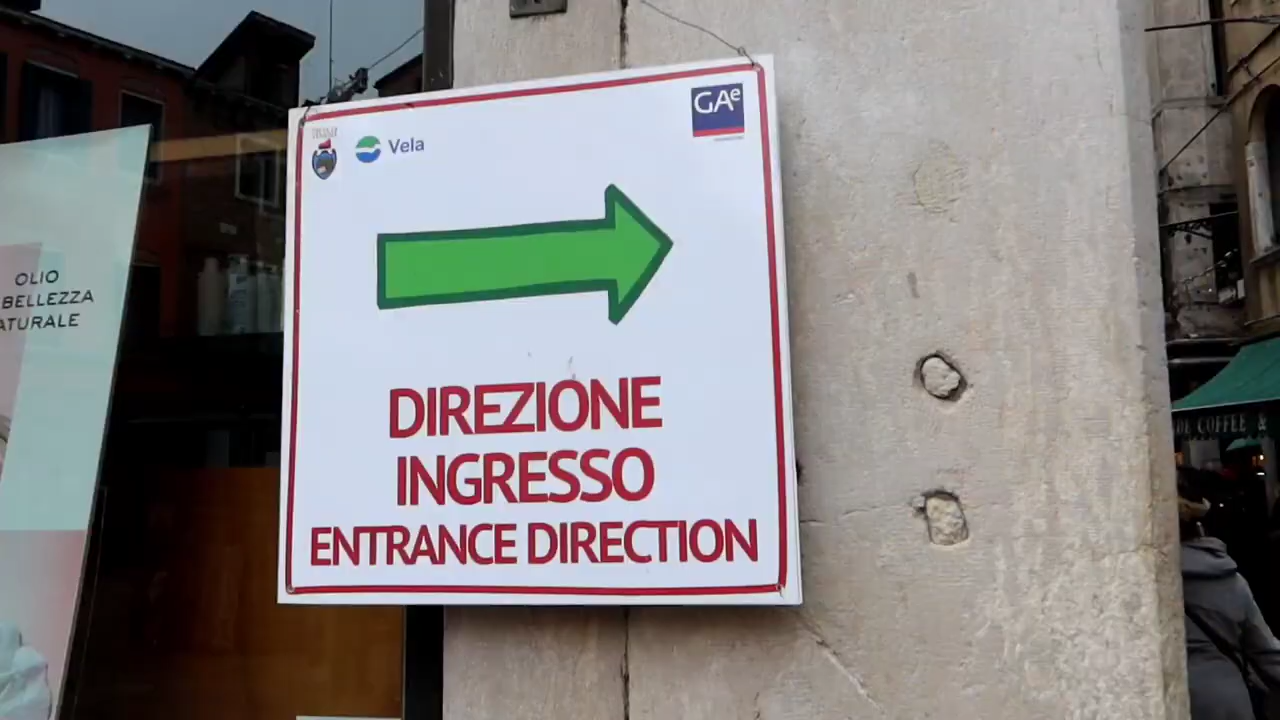 OLIO
BELLEZZA
ATURALE
Vela
GAe
DIREZIONE
INGRESSO
ENTRANCE DIRECTION
COFFEE &